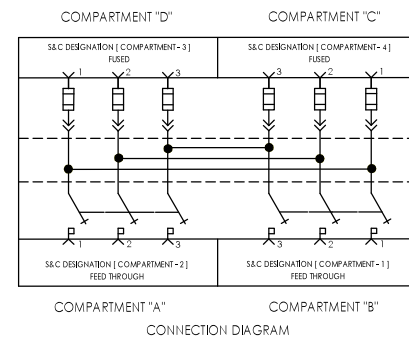 COMPARTMENT "D" COMPARTMENT "C"
S&C DESIGNATION [ COMPARTMENT- 3 ] S&C DESIGNATION [ COMPARTMENT- 4 ]
FUSED FUSED
1 2 3 3 2 1
1 2 3 3 2 1
S&C DESIGNATION [ COMPARTMENT- 2 ] S&C DESIGNATION [ COMPARTMENT- 1 ]
FEED THROUGH FEED THROUGH
COMPARTMENT "A" COMPARTMENT "B"
CONNECTION DIAGRAM